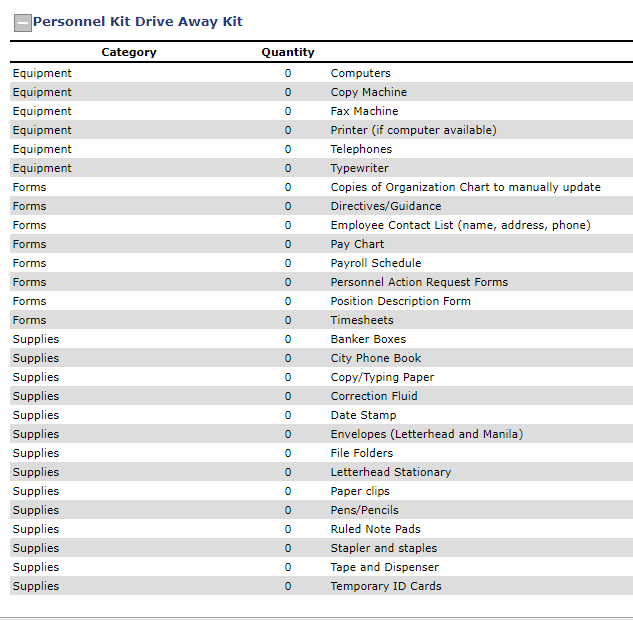 Personnel Kit Drive Away Kit
Category Quantity
Equipment 0 Computers
Equipment 0 Copy Machine
Equipment 0 Fax Machine
Equipment 0 Printer (if computer available)
Equipment 0 Telephones
Equipment 0 Typewriter
Forms 0 Copies of Organization Chart to manually update
Forms 0 Directives/Guidance
Forms 0 Employee Contact List (name, address, phone)
Forms 0 Pay Chart
Forms 0 Payroll Schedule
Forms 0 Personnel Action Request Forms
Forms 0 Position Description Form
Forms 0 Timesheets
Supplies 0 Banker Boxes
Supplies 0 City Phone Book
Supplies 0 Copy/Typing Paper
Supplies 0 Correction Fluid
Supplies 0 Date Stamp
Supplies 0 Envelopes (Letterhead and Manila)
Supplies 0 File Folders
Supplies 0 Letterhead Stationary
Supplies 0 Paper clips
Supplies 0 Pens/Pencils
Supplies 0 Ruled Note Pads
Supplies 0 Stapler and staples
Supplies 0 Tape and Dispenser
Supplies 0 Temporary ID Cards